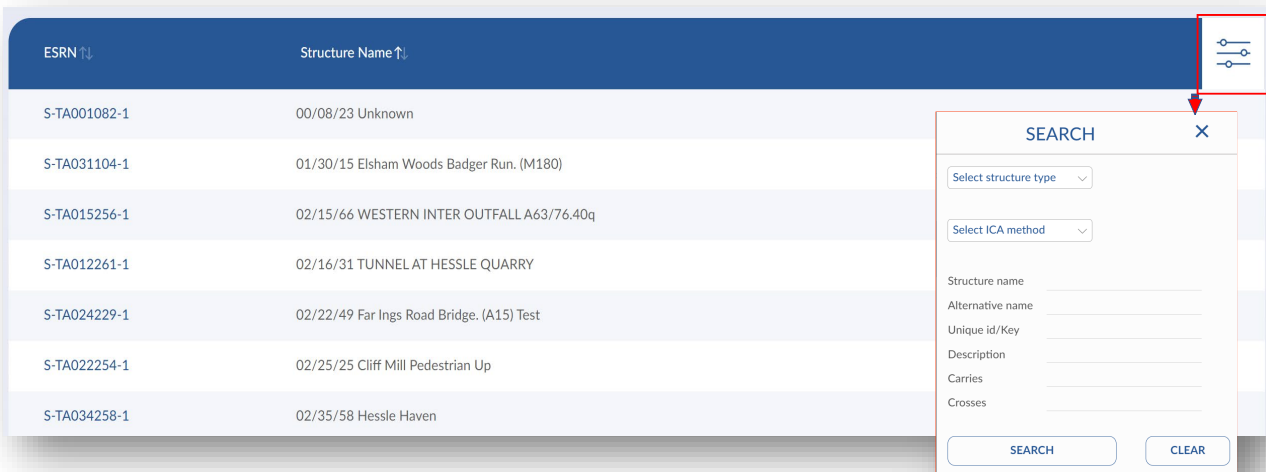 ESRN Structure Name
S-TA001082-1 00/08/23 Unknown
S-TA031104-1 01/30/15 Elsham Woods Badger Run. (M180)
S-TA015256-1 02/15/66 WESTERN INTER OUTFALL A63/76.40q
S-TA012261-1 02/16/31 TUNNEL AT HESSLE QUARRY
S-TA024229-1 02/22/49 Far Ings Road Bridge. (A15) Test
S-TA022254-1 02/25/25 Cliff Mill Pedestrian Up
S-TA034258-1 02/35/58 Hessle Haven
SEARCH
Select structure type
Select ICA method
Structure name
Alternative name
Unique id/Key
Description
Carries
Crosses
SEARCH CLEAR